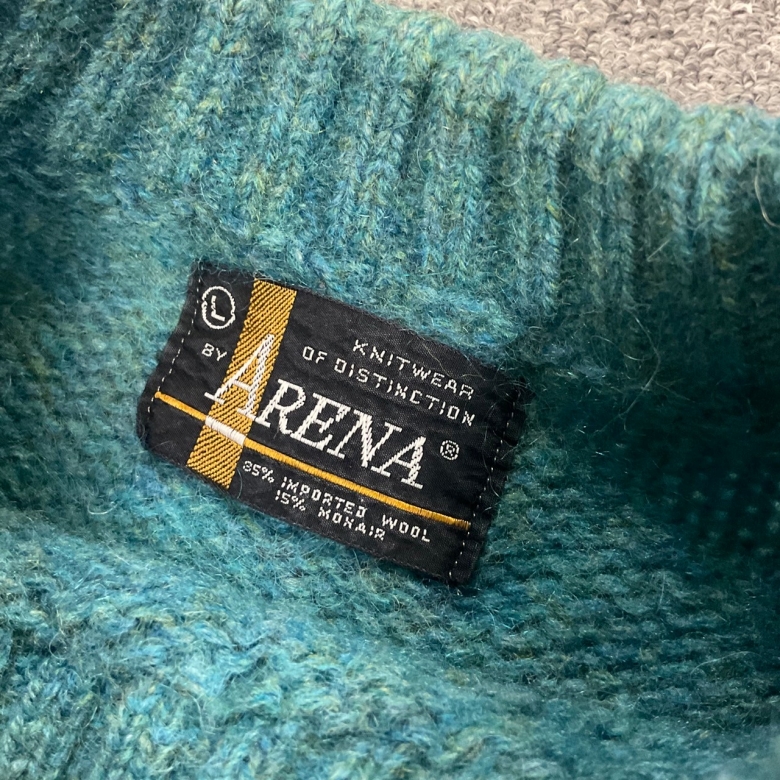 L
KNITWEAR
OF DISTINCTION
BY ARENA®
85% IMPORTED WOOL
15% MOHAIR